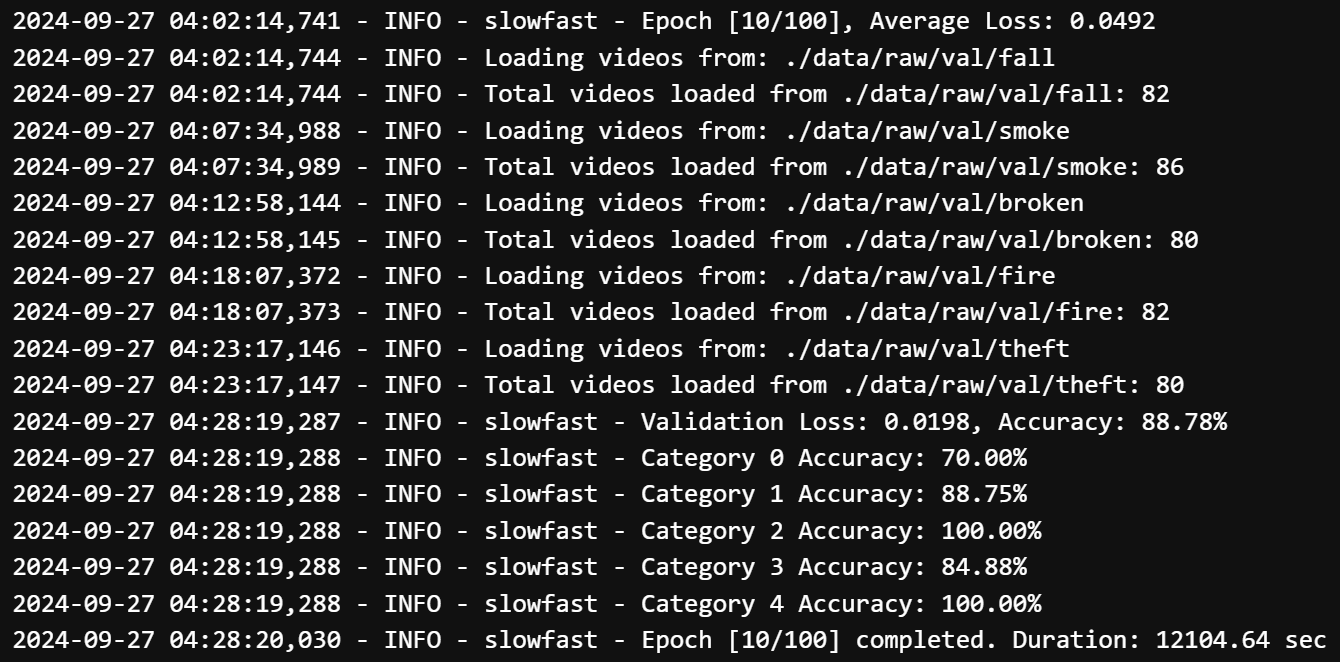 2024-09-27 04:02:14,741 - INFO - slowfast - Epoch [10/100], Average Loss: 0.0492
2024-09-27 04:02:14,744 - INFO - Loading videos from: ./data/raw/val/fall
2024-09-27 04:02:14,744 - INFO - Total videos loaded from ./data/raw/val/fall: 82
2024-09-27 04:07:34,988 - INFO - Loading videos from: ./data/raw/val/smoke
2024-09-27 04:07:34,989 - INFO - Total videos loaded from ./data/raw/val/smoke: 86
2024-09-27 04:12:58,144 - INFO - Loading videos from: ./data/raw/val/broken
2024-09-27 04:12:58,145 - INFO - Total videos loaded from ./data/raw/val/broken: 80
2024-09-27 04:18:07,372 - INFO - Loading videos from: ./data/raw/val/fire
2024-09-27 04:18:07,373 - INFO - Total videos loaded from ./data/raw/val/fire: 82
2024-09-27 04:23:17,146 - INFO - Loading videos from: ./data/raw/val/theft
2024-09-27 04:23:17,147 - INFO - Total videos loaded from ./data/raw/val/theft: 80
2024-09-27 04:28:19,287 - INFO - slowfast - Validation Loss: 0.0198, Accuracy: 88.78%
2024-09-27 04:28:19,288 - INFO - slowfast - Category 0 Accuracy: 70.00%
2024-09-27 04:28:19,288 - INFO - slowfast - Category 1 Accuracy: 88.75%
2024-09-27 04:28:19,288 - INFO - slowfast - Category 2 Accuracy: 100.00%
2024-09-27 04:28:19,288 - INFO - slowfast - Category 3 Accuracy: 84.88%
2024-09-27 04:28:19,288 - INFO - slowfast - Category 4 Accuracy: 100.00%
2024-09-27 04:28:20,030 - INFO - slowfast - Epoch [10/100] completed. Duration: 12104.64 sec